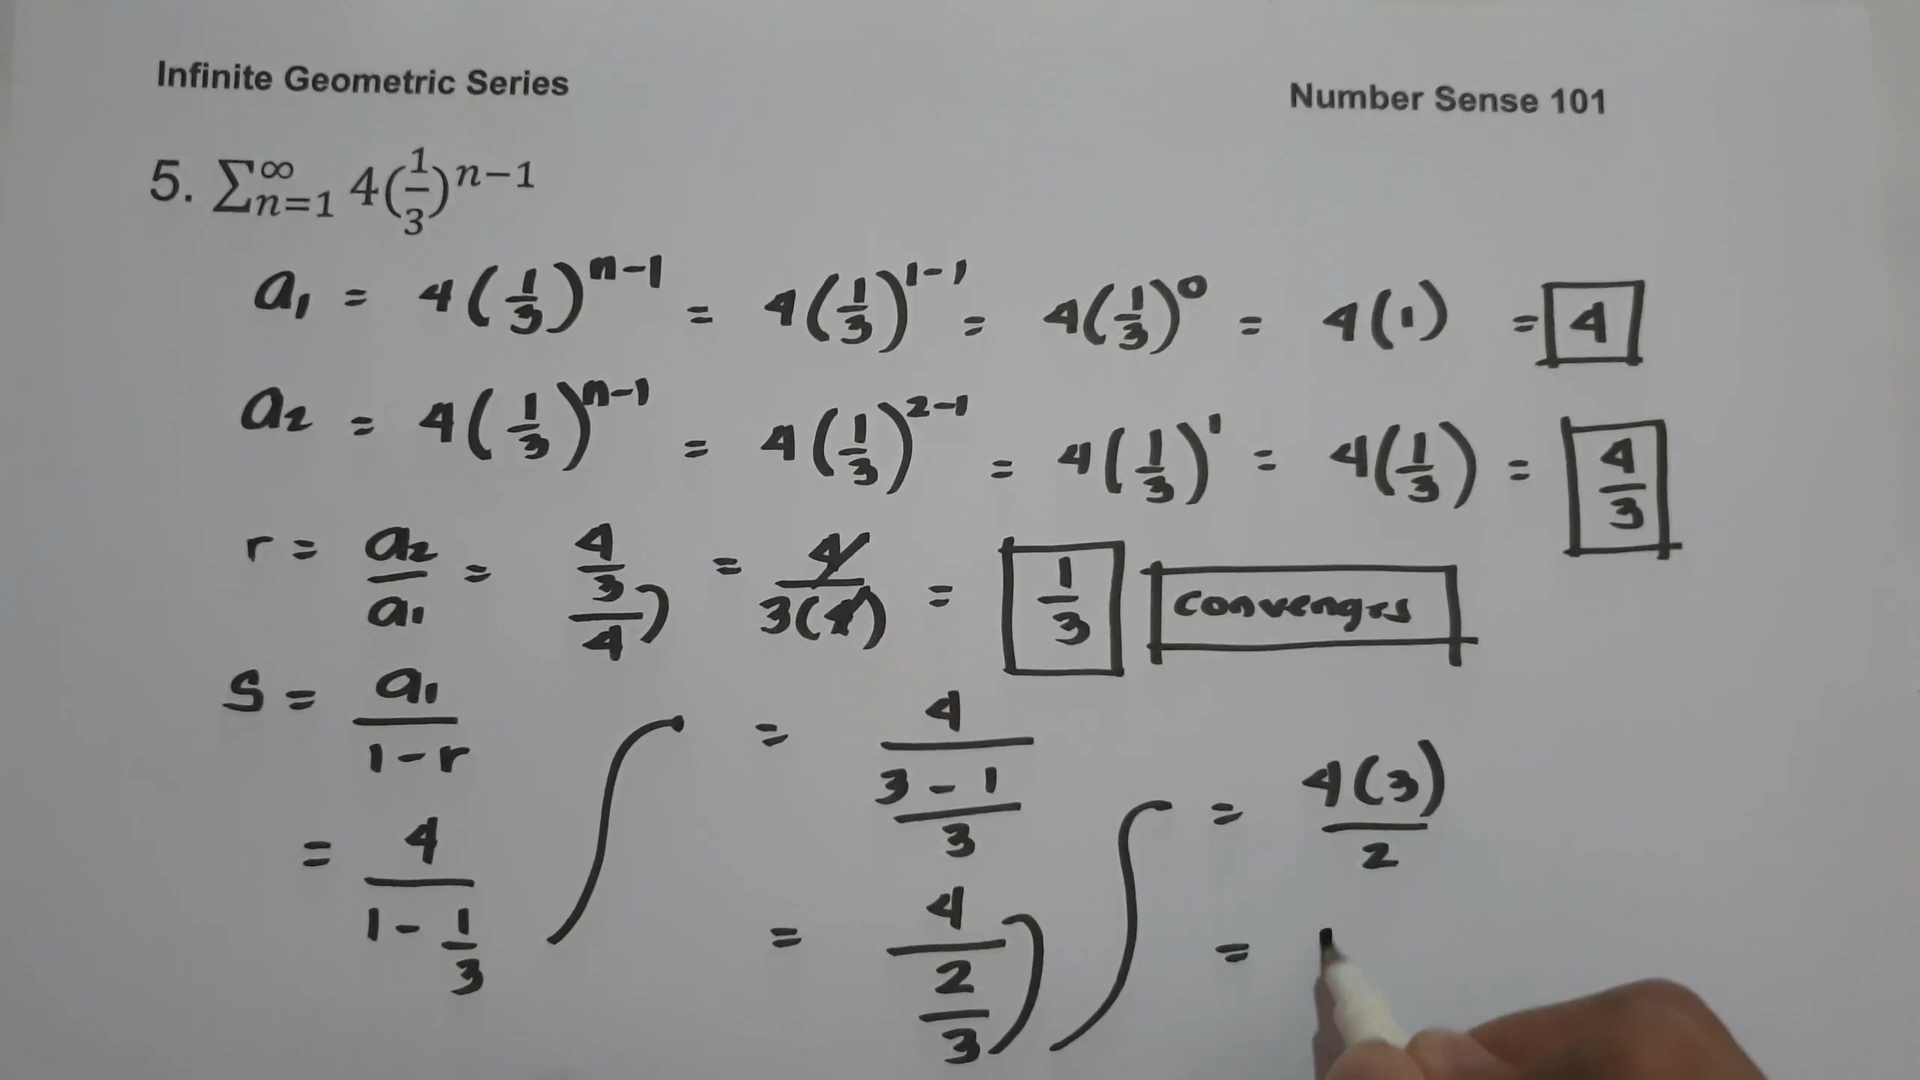 Infinite Geometric Series
Number Sense 101
5. ∑_{n=1}^{∞} 4(1/3)^{n-1}
a₁ = 4(1/3)^{n-1} = 4(1/3)^{1-1} = 4(1/3)^0 = 4(1) = 4
a₂ = 4(1/3)^{n-1} = 4(1/3)^{2-1} = 4(1/3)^1 = 4(1/3) = 4/3
r = a₂/a₁ = (4/3)/4 = 4/3(4) = 1/3 Converges
S = a₁/(1-r)
= 4/(1-1/3)
= 4/((3-1)/3)
= 4/(2/3)
= 4(3)/2
=